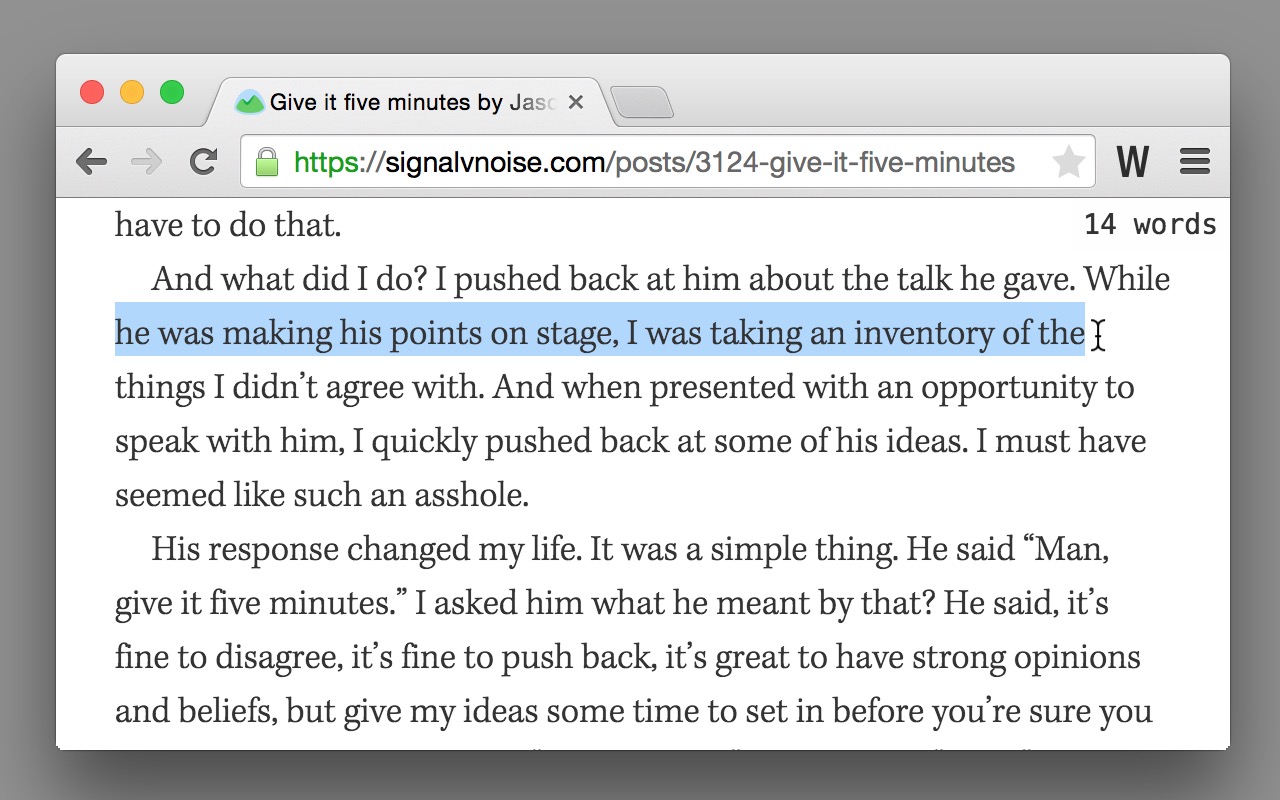 Give it five minutes by Jasc
https://signalvnoise.com/posts/3124-give-it-five-minutes
W
14 words
have to do that.
And what did I do? I pushed back at him about the talk he gave. While
he was making his points on stage, I was taking an inventory of the
things I didn’t agree with. And when presented with an opportunity to
speak with him, I quickly pushed back at some of his ideas. I must have
seemed like such an asshole.
His response changed my life. It was a simple thing. He said “Man,
give it five minutes.” I asked him what he meant by that? He said, it’s
fine to disagree, it’s fine to push back, it’s great to have strong opinions
and beliefs, but give my ideas some time to set in before you’re sure you